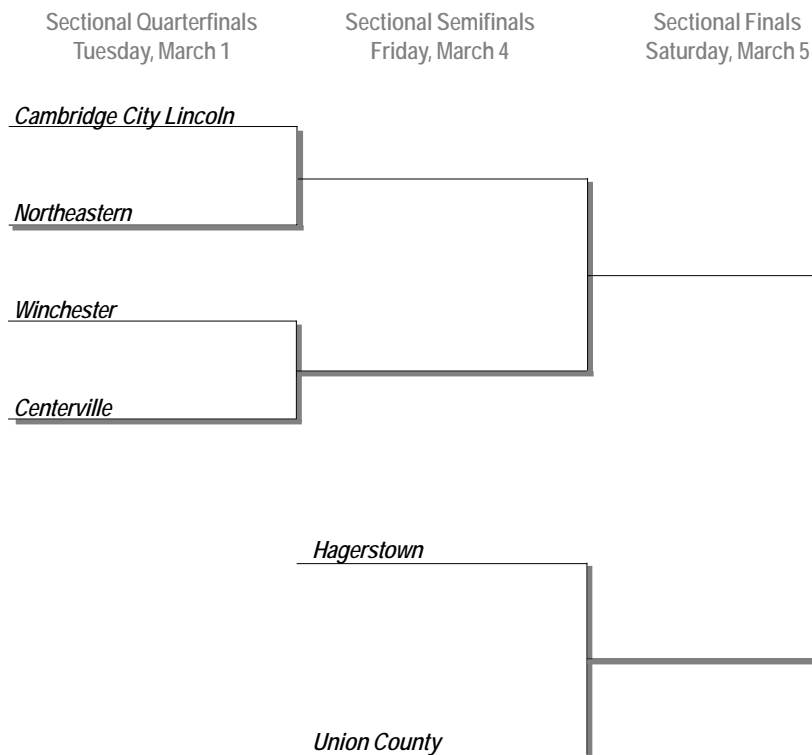 Sectional Quarterfinals
Tuesday, March 1
Sectional Semifinals
Friday, March 4
Sectional Finals
Saturday, March 5
Cambridge City Lincoln
Northeastern
Winchester
Centerville
Hagerstown
Union County